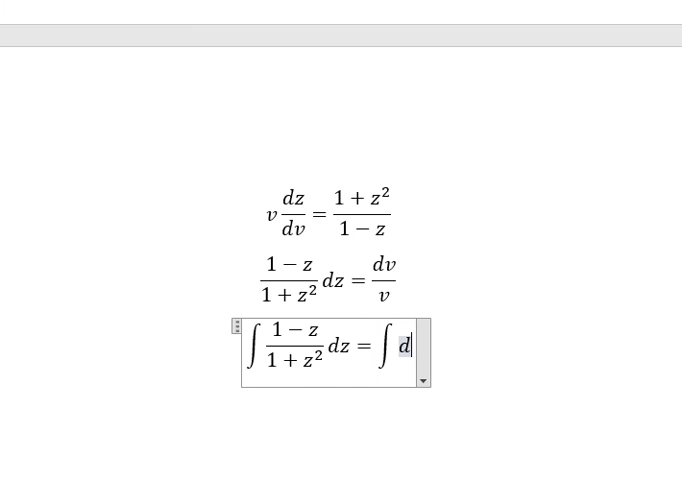 v dz/dv = (1 + z²)/(1 − z)
(1 − z)/(1 + z²) dz = dv/v
∫ (1 − z)/(1 + z²) dz = ∫ d